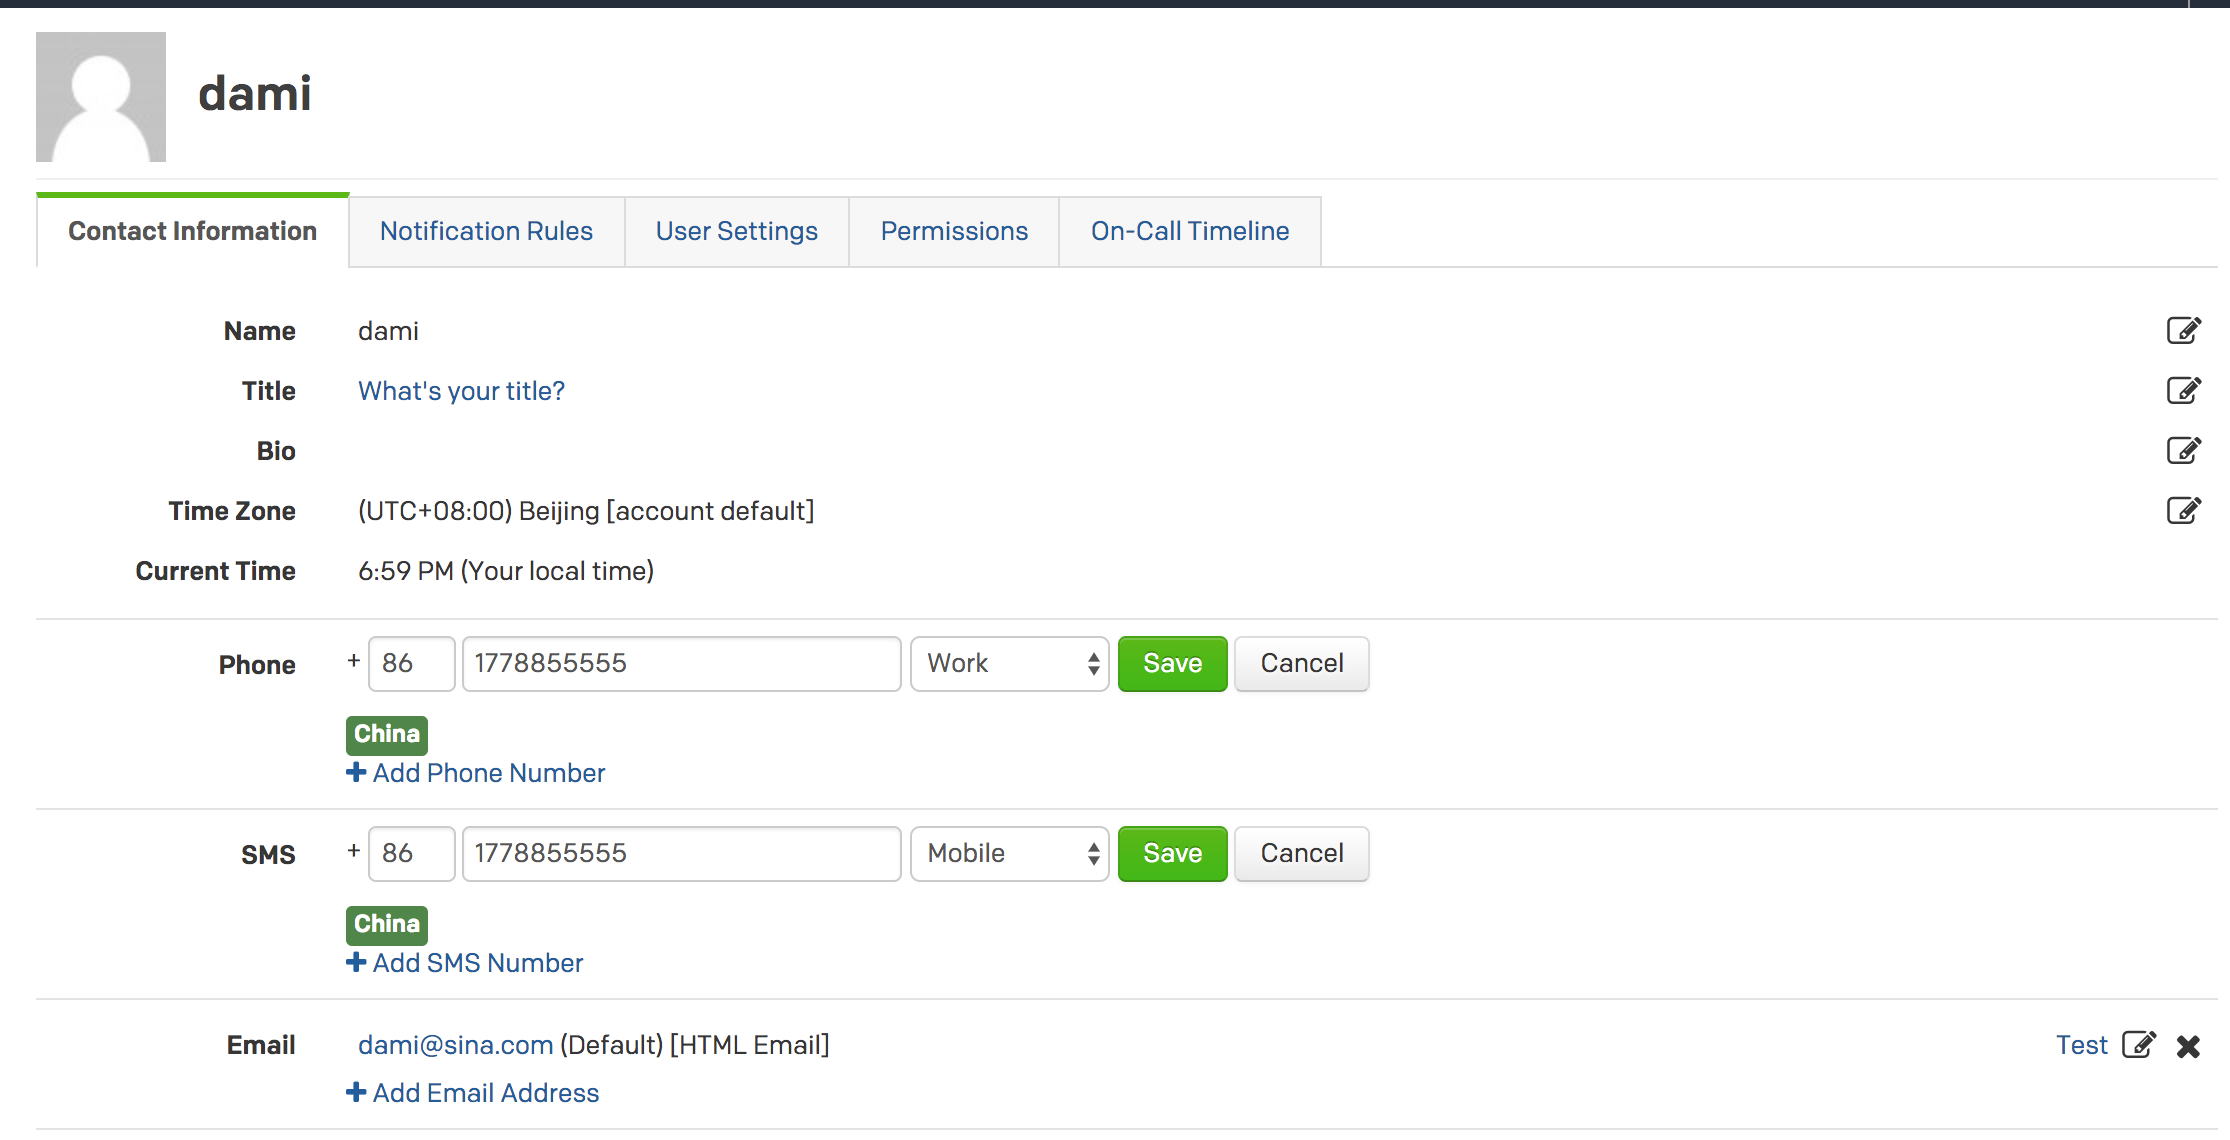 dami
Contact Information Notification Rules User Settings Permissions On-Call Timeline
Name dami
Title What's your title?
Bio
Time Zone (UTC+08:00) Beijing [account default]
Current Time 6:59 PM (Your local time)
Phone + 86 1778855555 Work Save Cancel
China
Add Phone Number
SMS + 86 1778855555 Mobile Save Cancel
China
Add SMS Number
Email dami@sina.com (Default) [HTML Email] Test
Add Email Address